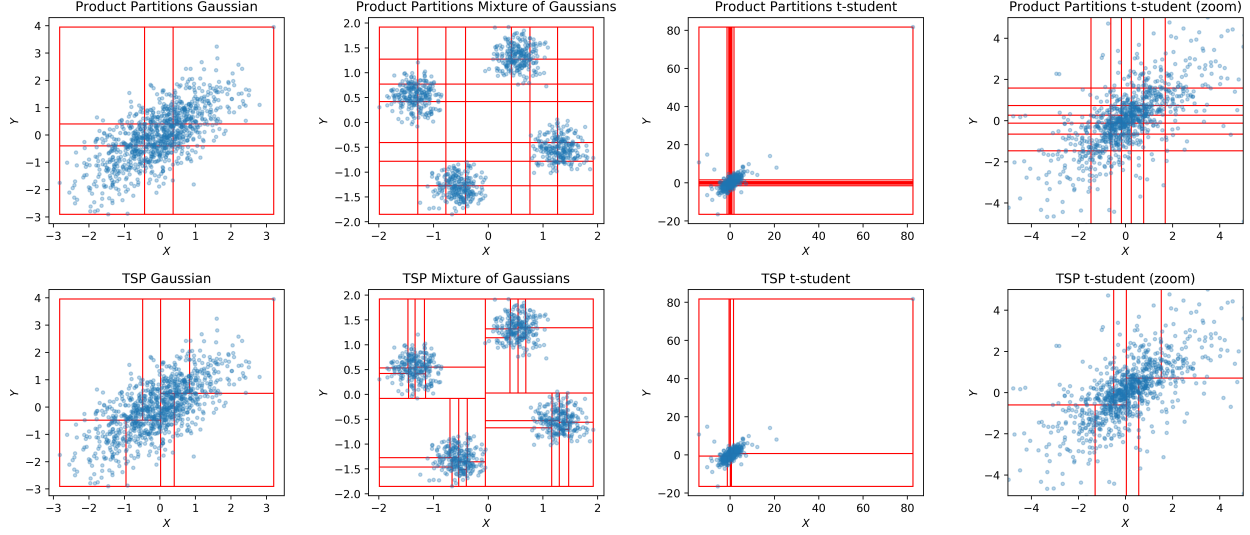 Product Partitions Gaussian
4
3
2
1
0
−1
−2
−3
Y
−3 −2 −1 0 1 2 3
X
Product Partitions Mixture of Gaussians
2.0
1.5
1.0
0.5
0.0
−0.5
−1.0
−1.5
−2.0
Y
−2 −1 0 1 2
X
Product Partitions t-student
80
60
40
20
0
−20
Y
0 20 40 60 80
X
Product Partitions t-student (zoom)
4
2
0
−2
−4
Y
−4 −2 0 2 4
X
TSP Gaussian
4
3
2
1
0
−1
−2
−3
Y
−3 −2 −1 0 1 2 3
X
TSP Mixture of Gaussians
2.0
1.5
1.0
0.5
0.0
−0.5
−1.0
−1.5
−2.0
Y
−2 −1 0 1 2
X
TSP t-student
80
60
40
20
0
−20
Y
0 20 40 60 80
X
TSP t-student (zoom)
4
2
0
−2
−4
Y
−4 −2 0 2 4
X